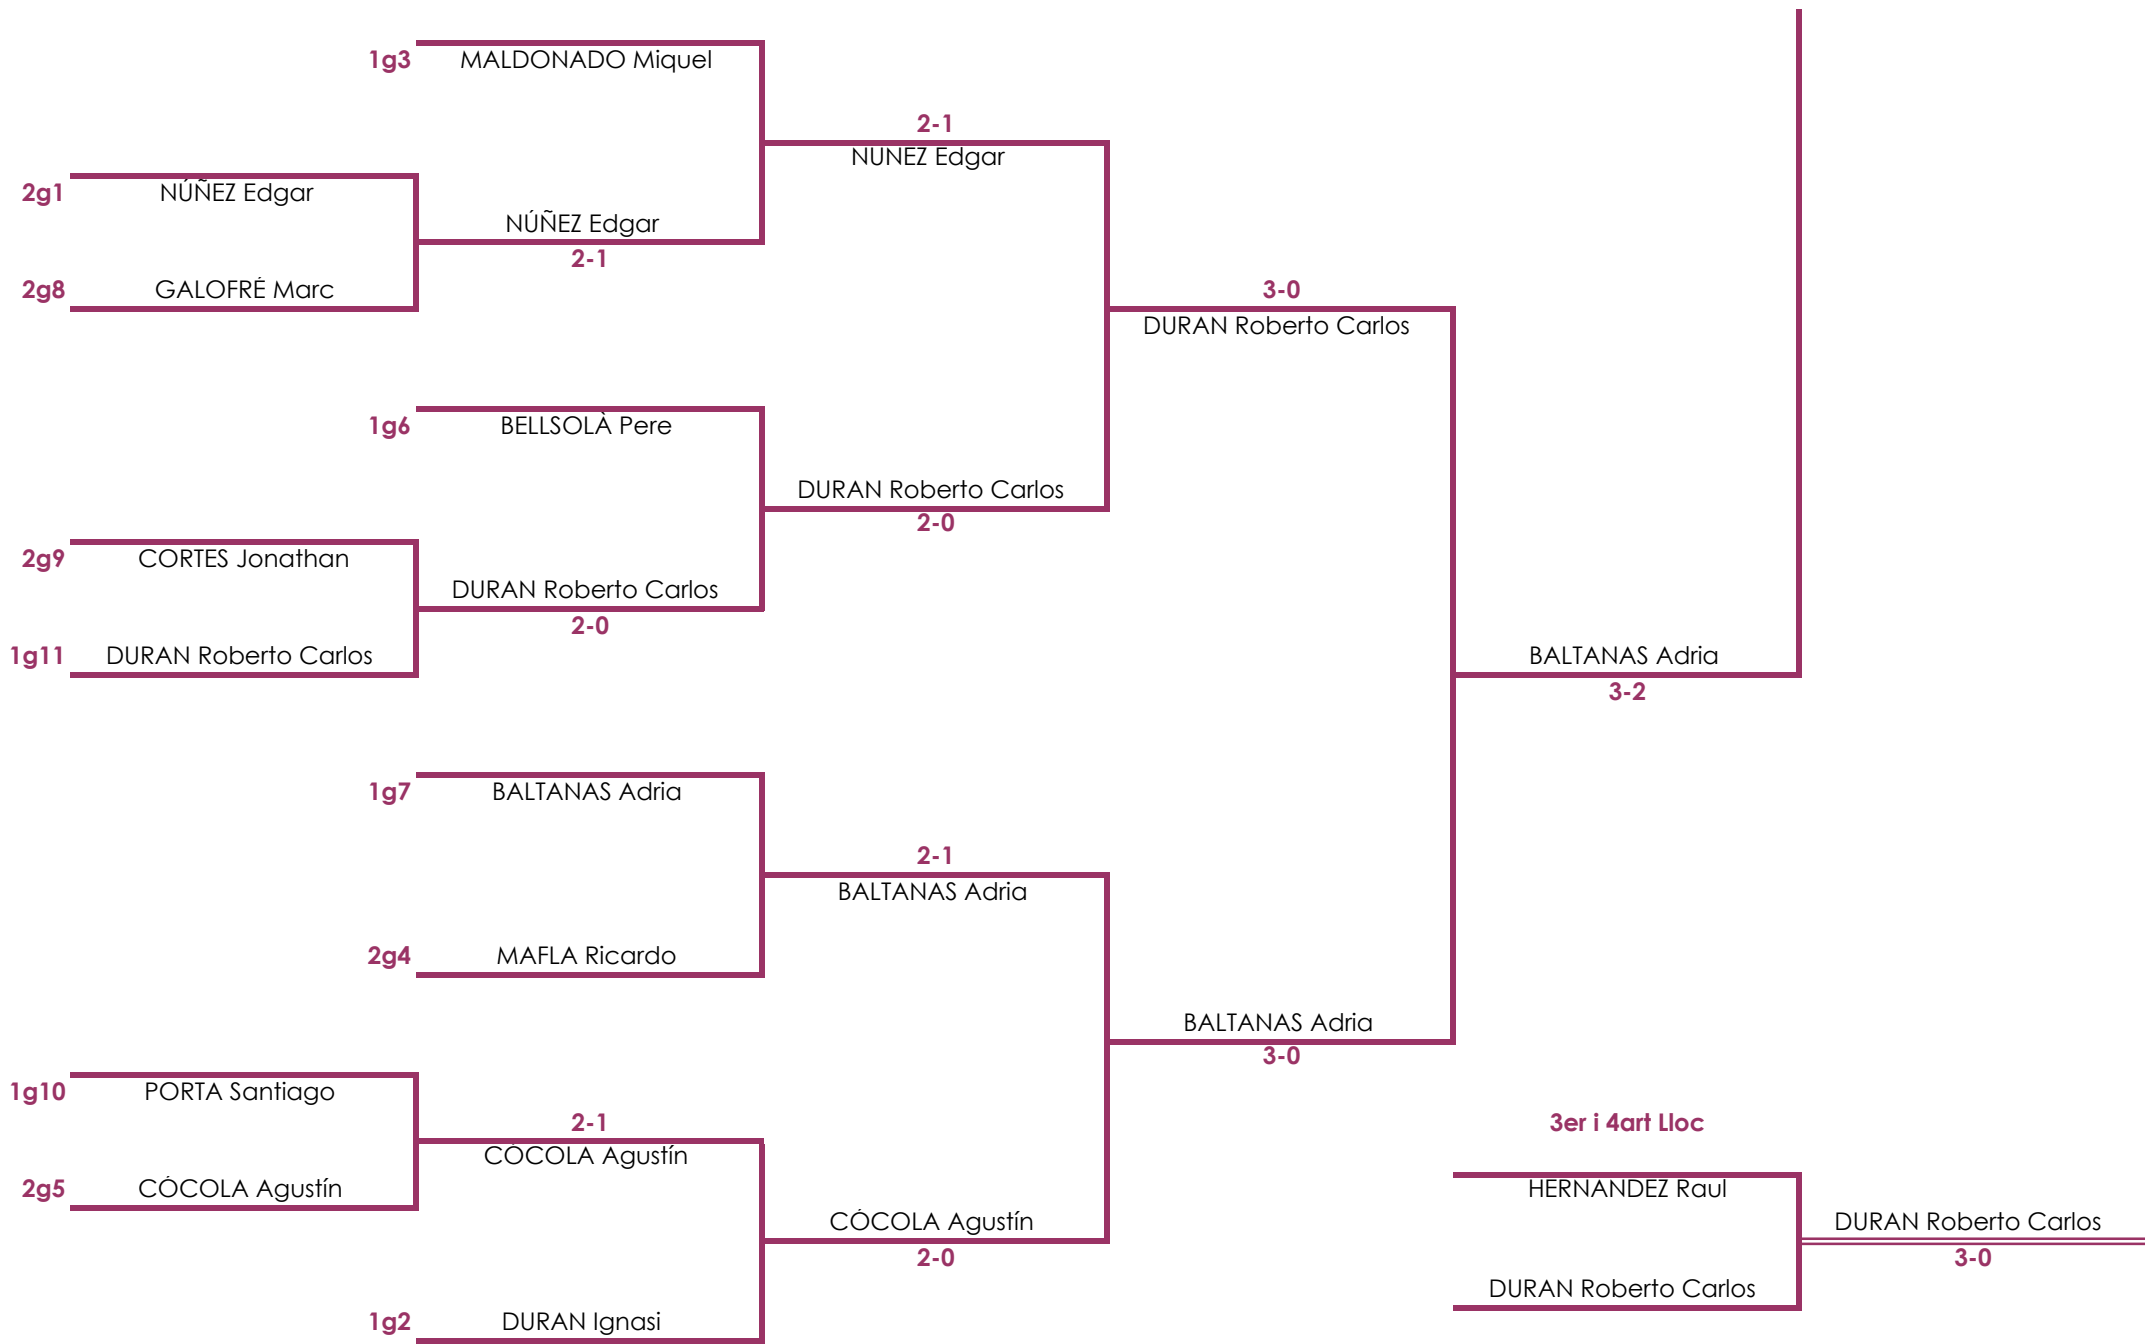 1g3 MALDONADO Miquel
2-1
NÚÑEZ Edgar
2g1 NÚÑEZ Edgar
NÚÑEZ Edgar
2-1
2g8 GALOFRÉ Marc
3-0
DURAN Roberto Carlos
1g6 BELLSOLÀ Pere
DURAN Roberto Carlos
2-0
2g9 CORTES Jonathan
DURAN Roberto Carlos
2-0
1g11 DURAN Roberto Carlos
BALTANAS Adria
3-2
1g7 BALTANAS Adria
2-1
BALTANAS Adria
2g4 MAFLA Ricardo
BALTANAS Adria
3-0
1g10 PORTA Santiago
2-1
CÓCOLA Agustín
2g5 CÓCOLA Agustín
CÓCOLA Agustín
2-0
1g2 DURAN Ignasi
3er i 4art Lloc
HERNANDEZ Raul
DURAN Roberto Carlos
3-0
DURAN Roberto Carlos